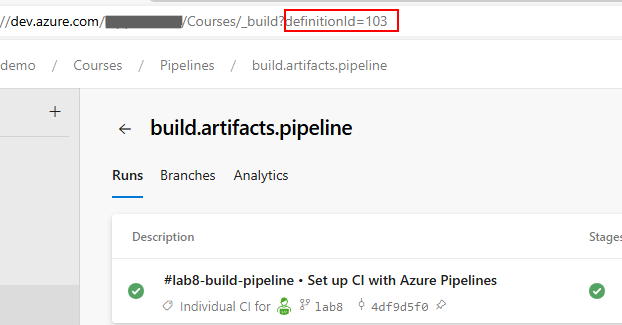 //dev.azure.com/ /Courses/_build?definitionId=103
demo / Courses / Pipelines / build.artifacts.pipeline
+
← build.artifacts.pipeline
Runs Branches Analytics
Description Stages
#lab8-build-pipeline • Set up CI with Azure Pipelines
Individual CI for lab8 4df9d5f0